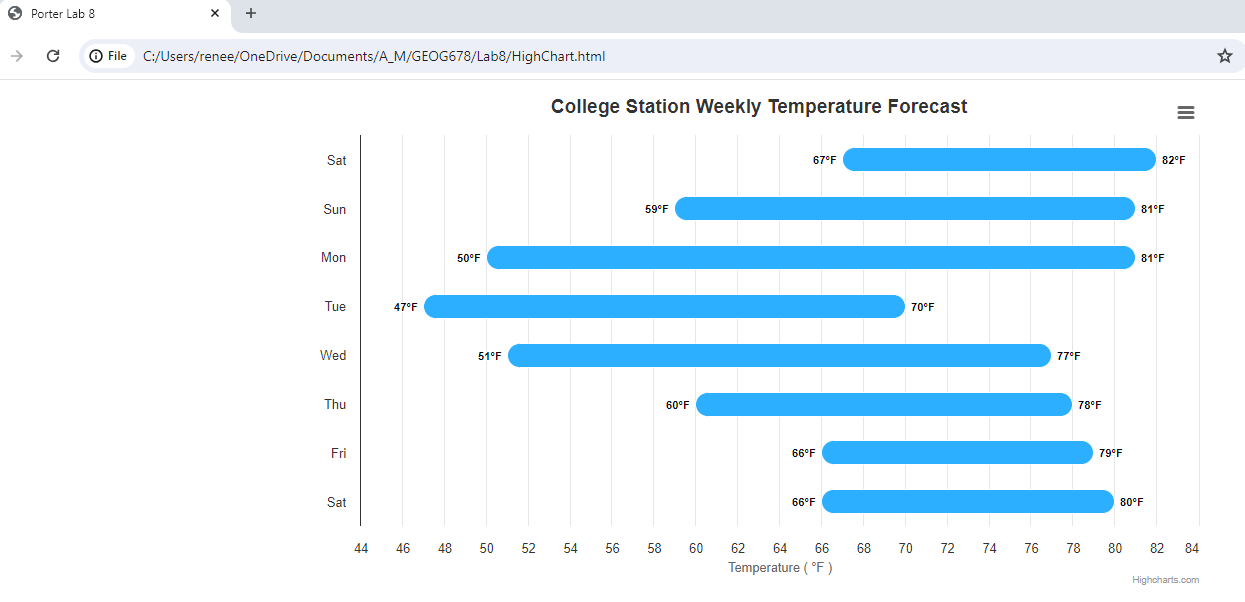 Porter Lab 8
File C:/Users/renee/OneDrive/Documents/A_M/GEOG678/Lab8/HighChart.html
College Station Weekly Temperature Forecast
Sat 67°F 82°F
Sun 59°F 81°F
Mon 50°F 81°F
Tue 47°F 70°F
Wed 51°F 77°F
Thu 60°F 78°F
Fri 66°F 79°F
Sat 66°F 80°F
44 46 48 50 52 54 56 58 60 62 64 66 68 70 72 74 76 78 80 82 84
Temperature ( °F )
Highcharts.com